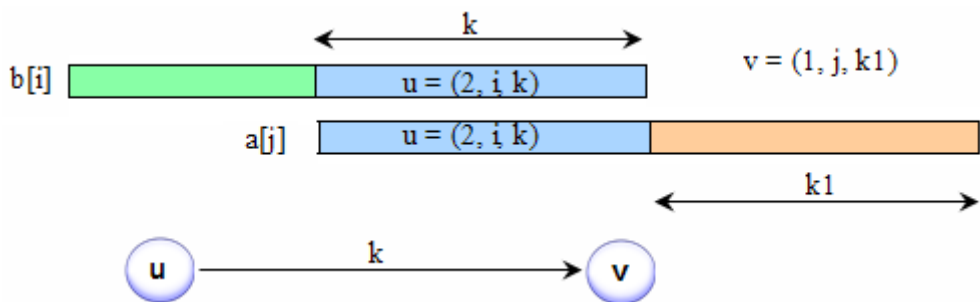 k
b[i] u = (2, i, k) v = (1, j, k1)
a[j] u = (2, i, k)
k1
k
u v